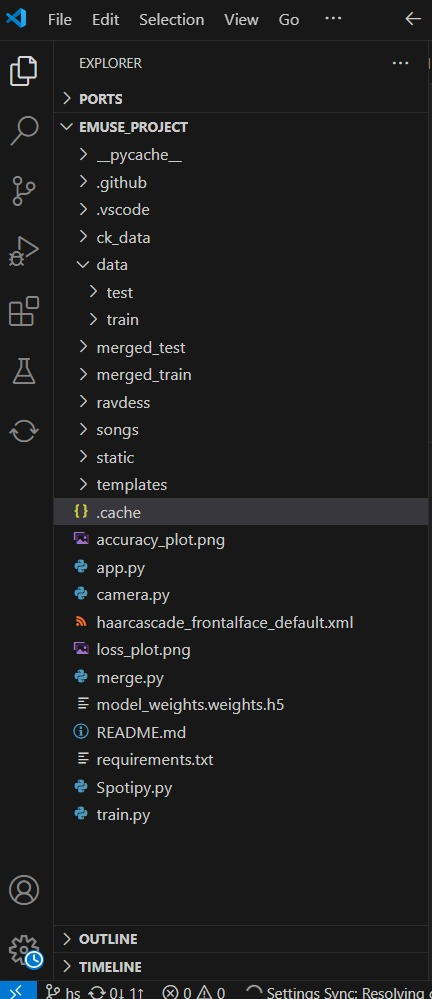 File Edit Selection View Go ···
EXPLORER ···
PORTS
EMUSE_PROJECT
__pycache__
.github
.vscode
ck_data
data
test
train
merged_test
merged_train
ravdess
songs
static
templates
{} .cache
accuracy_plot.png
app.py
camera.py
haarcascade_frontalface_default.xml
loss_plot.png
merge.py
model_weights.weights.h5
README.md
requirements.txt
Spotipy.py
train.py
OUTLINE
TIMELINE
hs 0↓ 1↑ 0 0 Settings Sync: Resolving